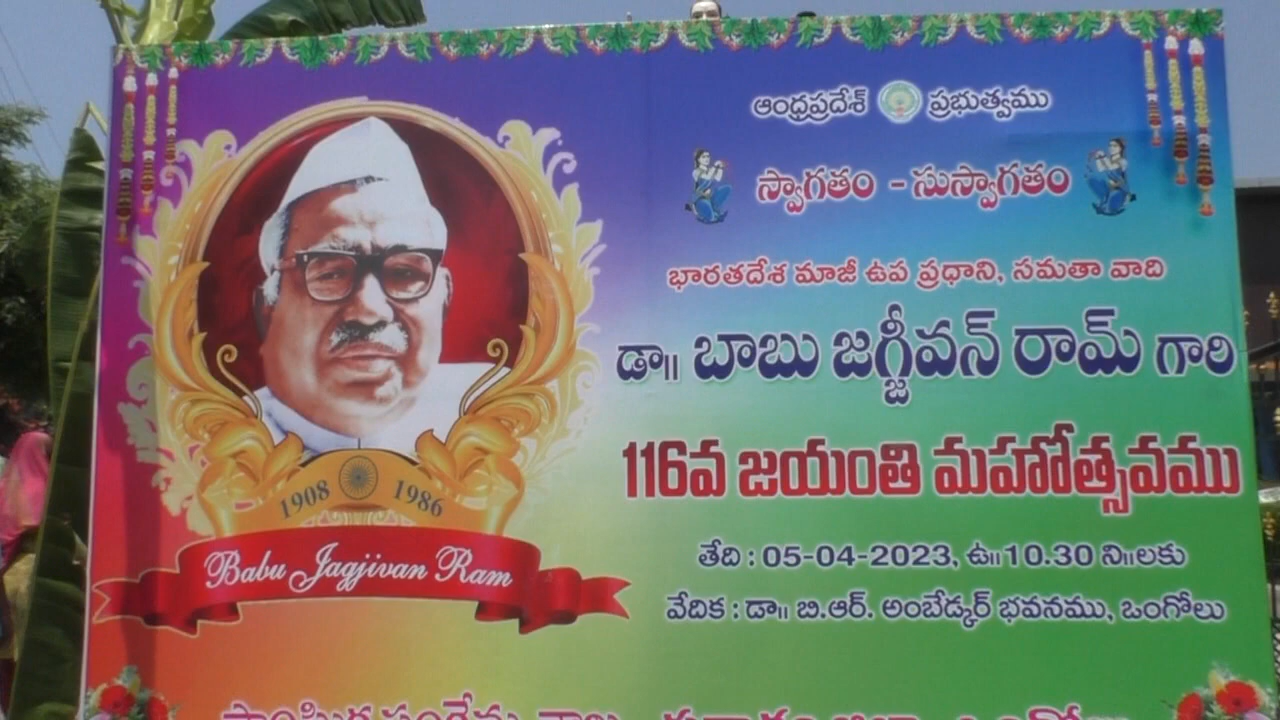 ఆంధ్రప్రదేశ్ ప్రభుత్వము
స్వాగతం - సుస్వాగతం
భారతదేశ మాజీ ఉప ప్రధాని, సమతా వాది
డా॥ బాబు జగ్జీవన్ రామ్ గారి
116వ జయంతి మహోత్సవము
తేది : 05-04-2023, ఉ॥10.30 ని॥లకు
వేదిక : డా॥ బి.ఆర్. అంబేడ్కర్ భవనము, ఒంగోలు
1908 1986
Babu Jagjivan Ram